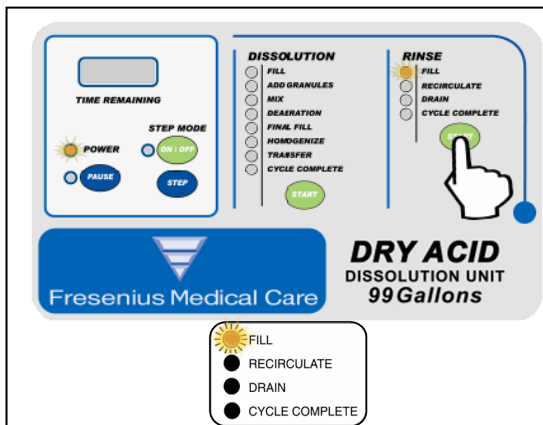 TIME REMAINING
STEP MODE
POWER
ON / OFF
PAUSE
STEP
DISSOLUTION
FILL
ADD GRANULES
MIX
DEAERATION
FINAL FILL
HOMOGENIZE
TRANSFER
CYCLE COMPLETE
START
RINSE
FILL
RECIRCULATE
DRAIN
CYCLE COMPLETE
Fresenius Medical Care
DRY ACID
DISSOLUTION UNIT
99 Gallons
FILL
RECIRCULATE
DRAIN
CYCLE COMPLETE